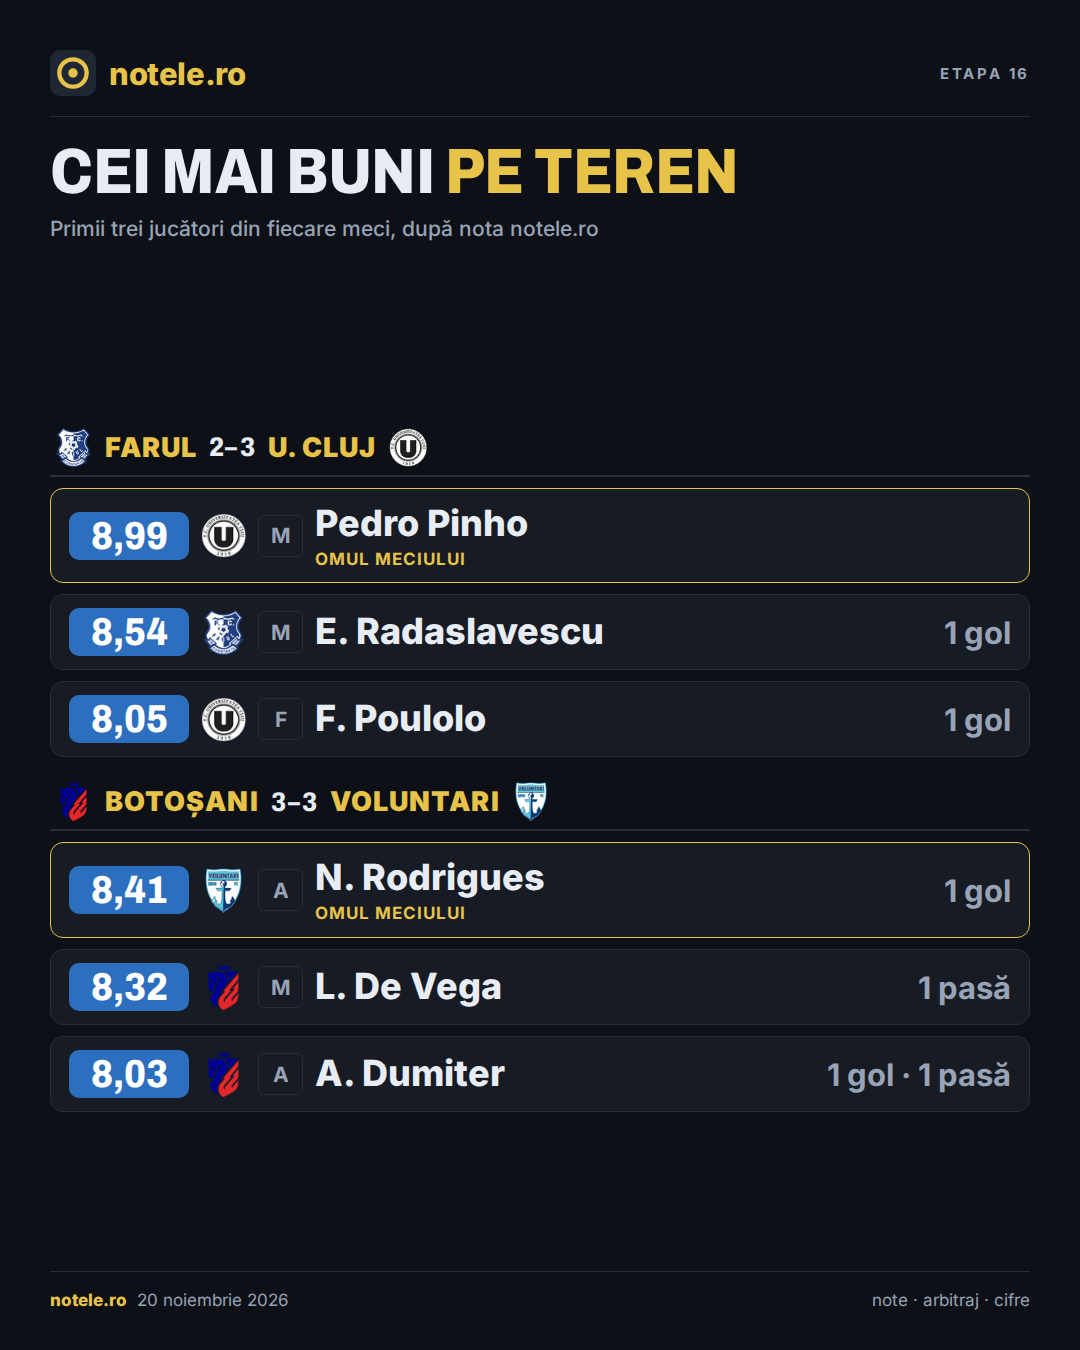 notele.ro
ETAPA 16
CEI MAI BUNI PE TEREN
Primii trei jucători din fiecare meci, după nota notele.ro
FARUL 2–3 U. CLUJ
8,99 M Pedro Pinho
OMUL MECIULUI
8,54 M E. Radaslavescu 1 gol
8,05 F F. Poulolo 1 gol
BOTOȘANI 3–3 VOLUNTARI
8,41 A N. Rodrigues 1 gol
OMUL MECIULUI
8,32 M L. De Vega 1 pasă
8,03 A A. Dumiter 1 gol · 1 pasă
notele.ro 20 noiembrie 2026
note · arbitraj · cifre